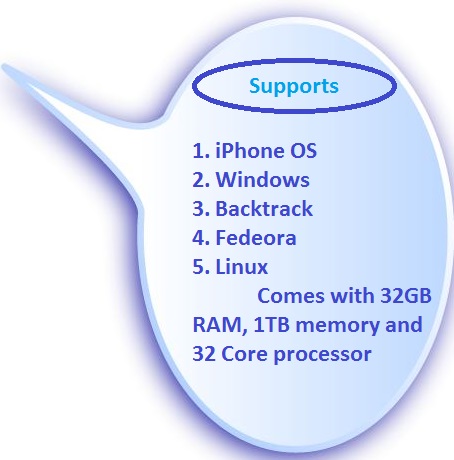 Supports
1. iPhone OS
2. Windows
3. Backtrack
4. Fedeora
5. Linux
Comes with 32GB
RAM, 1TB memory and
32 Core processor